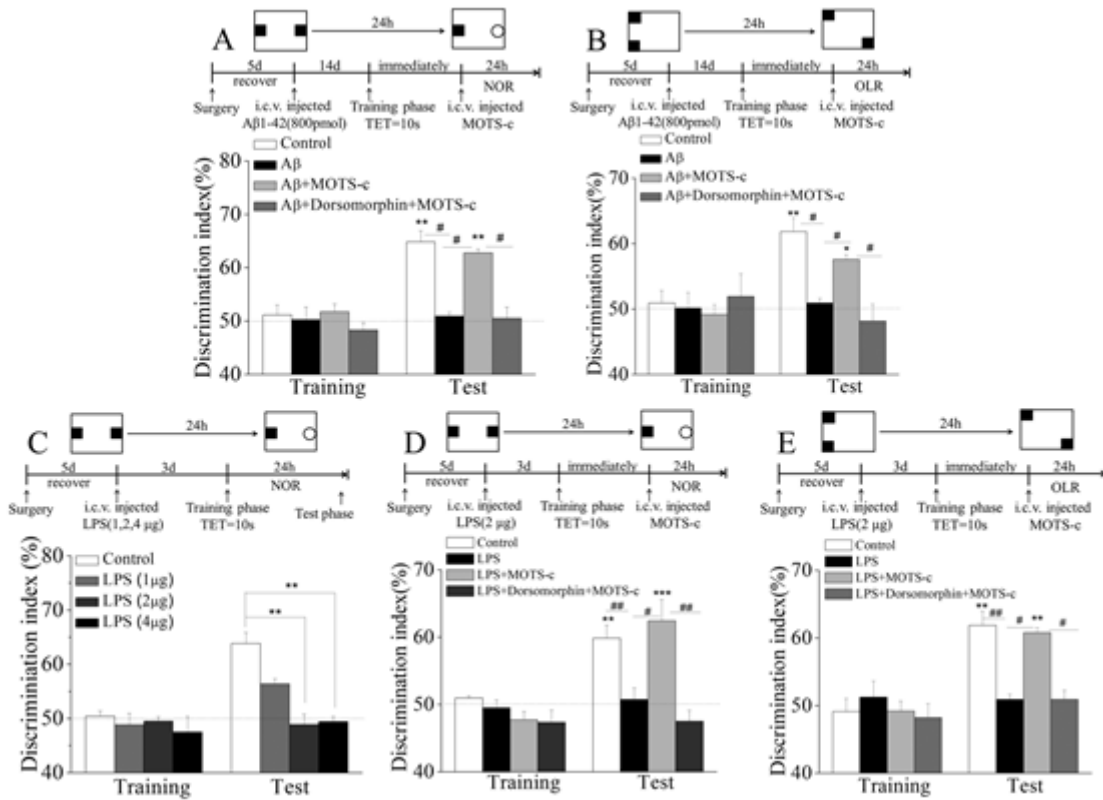 A
24h
5d 14d immediately 24h
recover NOR
Surgery i.c.v. injected Training phase i.c.v. injected
Aβ1-42(800pmol) TET=10s MOTS-c
Control
Aβ
Aβ+MOTS-c
Aβ+Dorsomorphin+MOTS-c
Discrimination index(%)
80
70
60
50
40
** # # ** #
Training Test
B
24h
5d 14d immediately 24h
recover OLR
Surgery i.c.v. injected Training phase i.c.v. injected
Aβ1-42(800pmol) TET=10s MOTS-c
Control
Aβ
Aβ+MOTS-c
Aβ+Dorsomorphin+MOTS-c
Discrimination index(%)
70
60
50
40
** # # * #
Training Test
C
24h
5d 3d 24h
recover NOR
Surgery i.c.v. injected Training phase Test phase
LPS(1,2,4 μg) TET=10s
Control
LPS (1μg)
LPS (2μg)
LPS (4μg)
Discriminiation index (%)
80
70
60
50
40
**
**
Training Test
D
24h
5d 3d immediately 24h
recover NOR
Surgery i.c.v. injected Training phase i.c.v. injected
LPS(2 μg) TET=10s MOTS-c
Control
LPS
LPS+MOTS-c
LPS+Dorsomorphin+MOTS-c
Discrimination index(%)
80
70
60
50
40
** ## # *** ##
Training Test
E
24h
5d 3d immediately 24h
recover OLR
Surgery i.c.v. injected Training phase i.c.v. injected
LPS(2 μg) TET=10s MOTS-c
Control
LPS
LPS+MOTS-c
LPS+Dorsomorphin+MOTS-c
Discrimination index(%)
80
70
60
50
40
** ## # ** #
Training Test